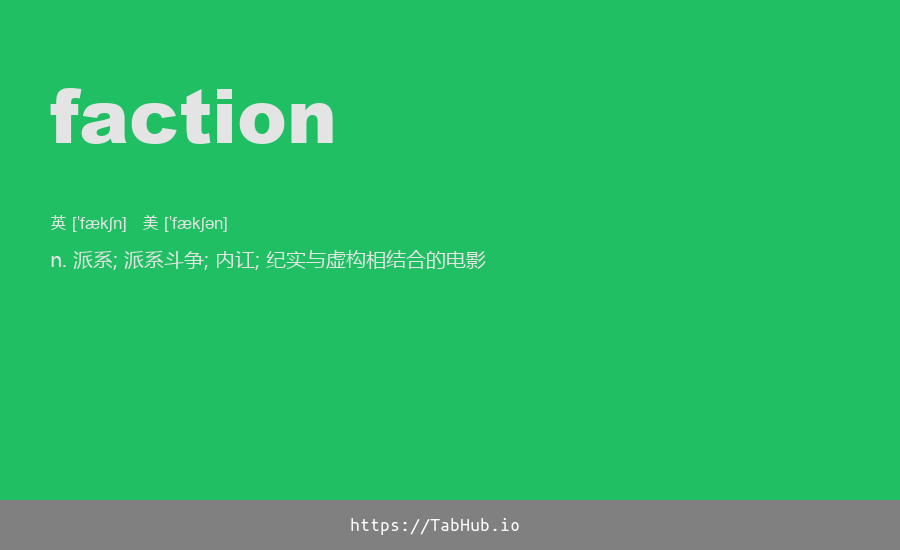 faction
英 [ˈfækʃn] 美 [ˈfækʃən]
n. 派系; 派系斗争; 内讧; 纪实与虚构相结合的电影
https://TabHub.io